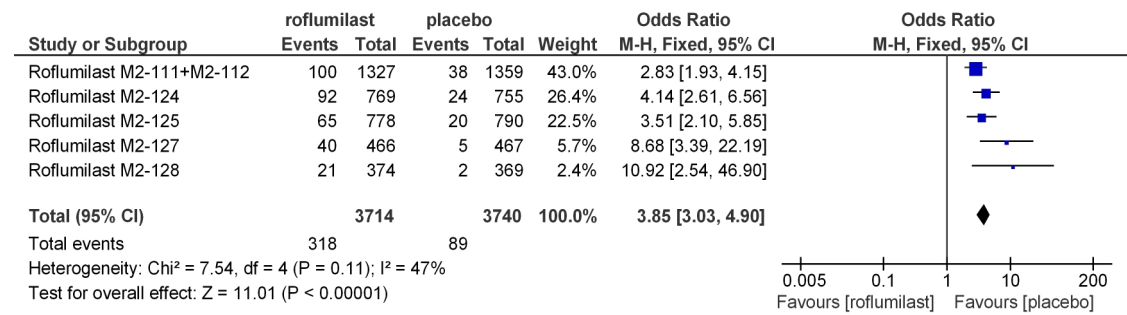 roflumilast placebo Odds Ratio Odds Ratio
Study or Subgroup Events Total Events Total Weight M-H, Fixed, 95% CI M-H, Fixed, 95% CI
Roflumilast M2-111+M2-112 100 1327 38 1359 43.0% 2.83 [1.93, 4.15]
Roflumilast M2-124 92 769 24 755 26.4% 4.14 [2.61, 6.56]
Roflumilast M2-125 65 778 20 790 22.5% 3.51 [2.10, 5.85]
Roflumilast M2-127 40 466 5 467 5.7% 8.68 [3.39, 22.19]
Roflumilast M2-128 21 374 2 369 2.4% 10.92 [2.54, 46.90]
Total (95% CI) 3714 3740 100.0% 3.85 [3.03, 4.90]
Total events 318 89
Heterogeneity: Chi² = 7.54, df = 4 (P = 0.11); I² = 47%
Test for overall effect: Z = 11.01 (P < 0.00001)
0.005 0.1 1 10 200
Favours [roflumilast] Favours [placebo]